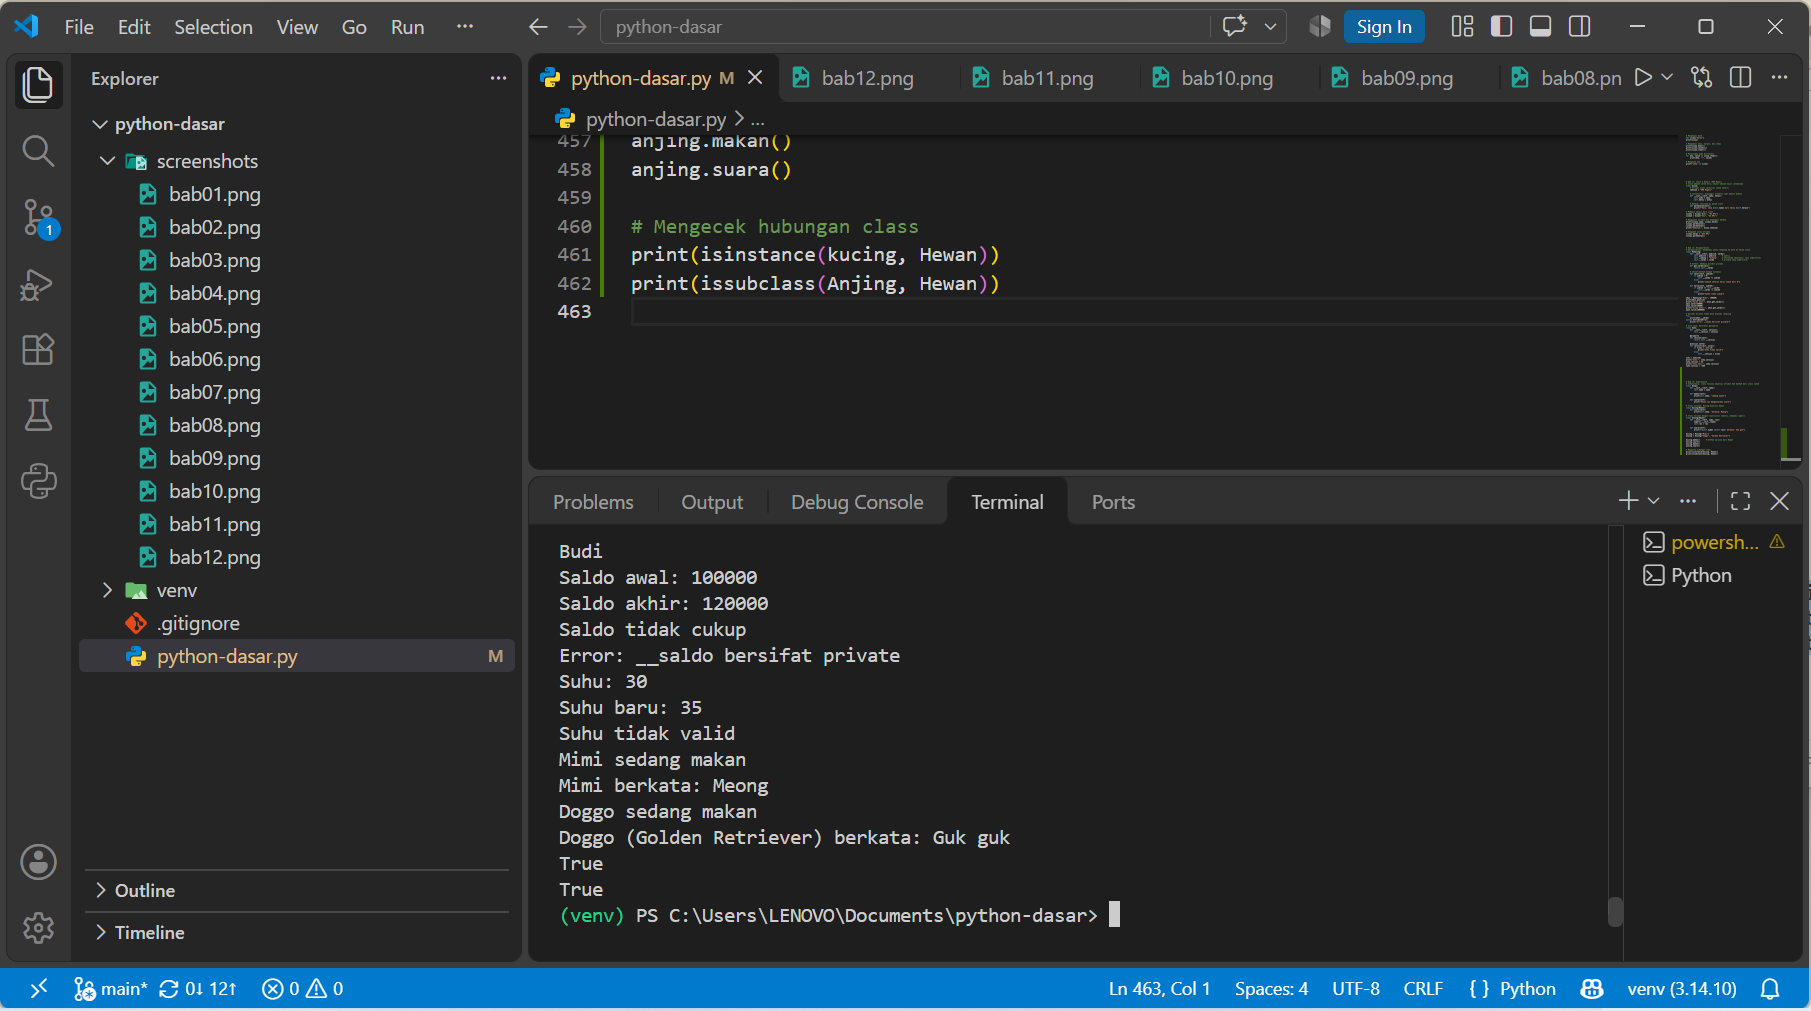 File Edit Selection View Go Run ···
python-dasar
Sign In
Explorer
python-dasar
screenshots
bab01.png
bab02.png
bab03.png
bab04.png
bab05.png
bab06.png
bab07.png
bab08.png
bab09.png
bab10.png
bab11.png
bab12.png
venv
.gitignore
python-dasar.py M
Outline
Timeline
1
python-dasar.py M
bab12.png
bab11.png
bab10.png
bab09.png
bab08.pn
python-dasar.py > ...
457 anjing.makan()
458 anjing.suara()
459
460 # Mengecek hubungan class
461 print(isinstance(kucing, Hewan))
462 print(issubclass(Anjing, Hewan))
463
Problems Output Debug Console Terminal Ports
Budi
Saldo awal: 100000
Saldo akhir: 120000
Saldo tidak cukup
Error: __saldo bersifat private
Suhu: 30
Suhu baru: 35
Suhu tidak valid
Mimi sedang makan
Mimi berkata: Meong
Doggo sedang makan
Doggo (Golden Retriever) berkata: Guk guk
True
True
(venv) PS C:\Users\LENOVO\Documents\python-dasar>
powersh...
Python
main* 0↓ 12↑ 0 0
Ln 463, Col 1 Spaces: 4 UTF-8 CRLF { } Python venv (3.14.10)